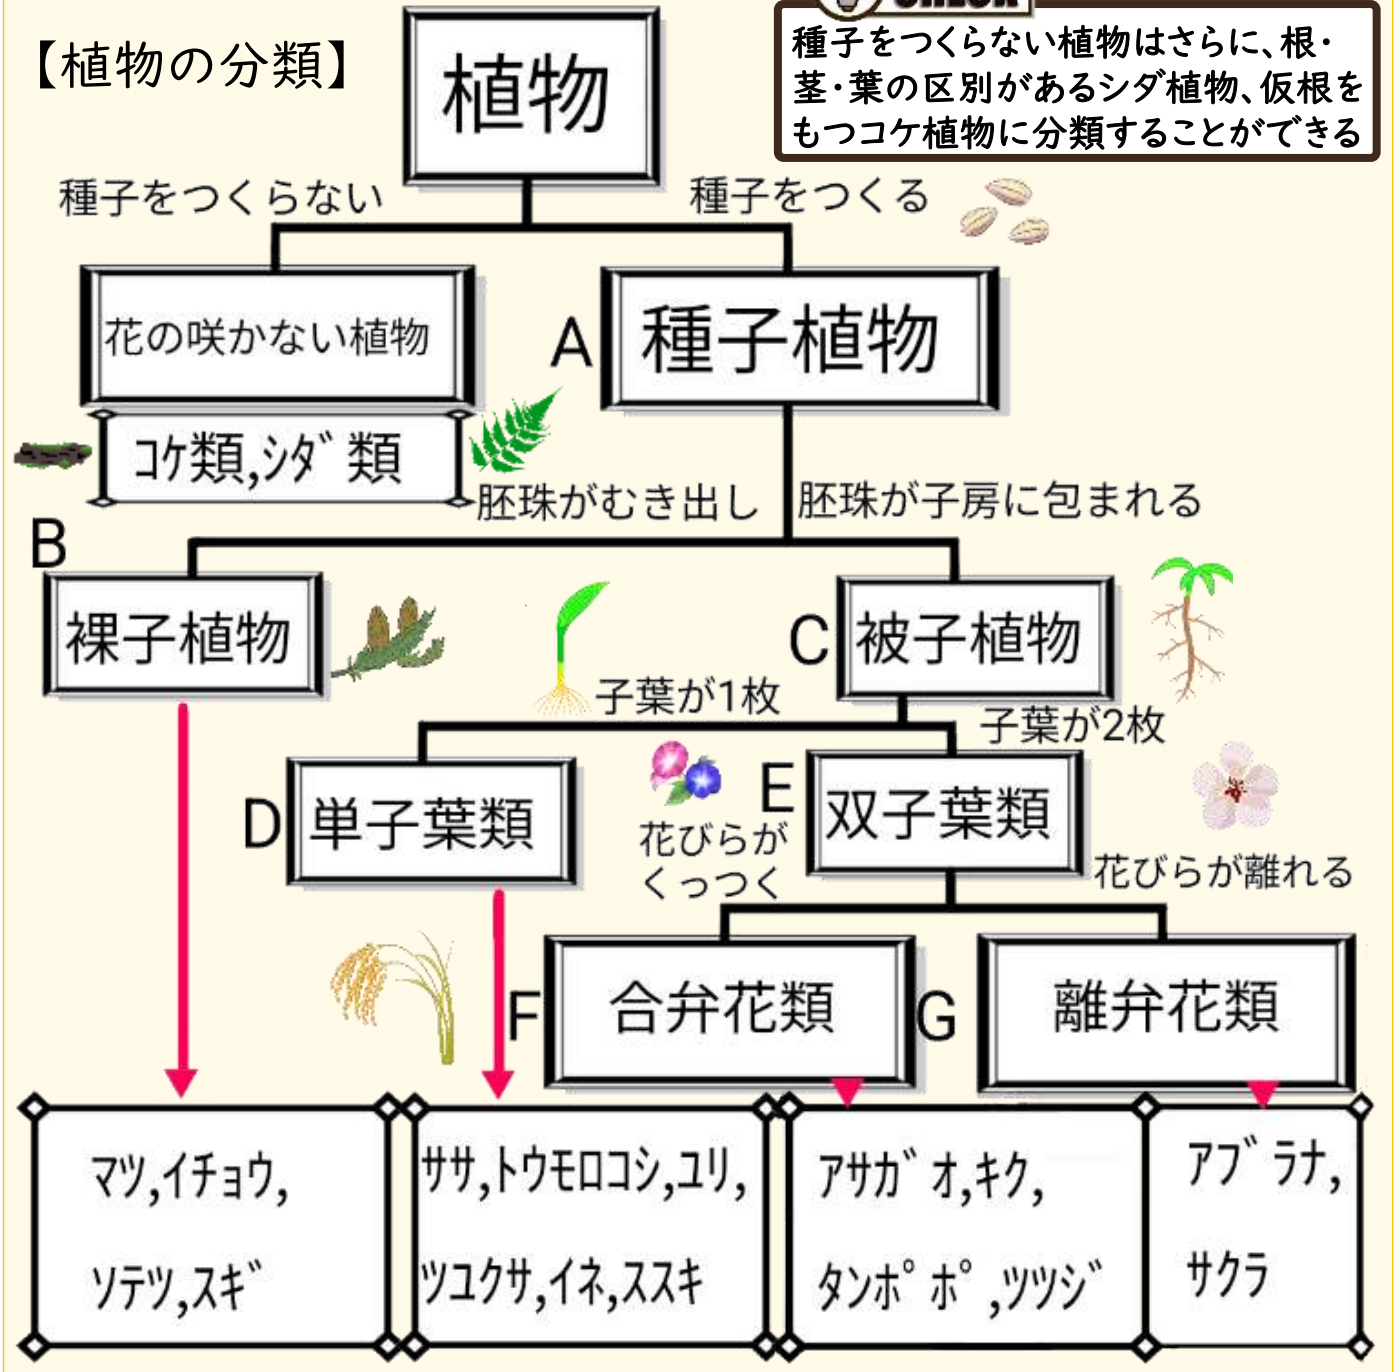 【植物の分類】
植物
CHECK
種子をつくらない植物はさらに、根・
茎・葉の区別があるシダ植物、仮根を
もつコケ植物に分類することができる
種子をつくらない
種子をつくる
花の咲かない植物
A
種子植物
ｺｹ類,ｼﾀﾞ類
胚珠がむき出し
胚珠が子房に包まれる
B
裸子植物
C
被子植物
子葉が1枚
子葉が2枚
D
単子葉類
E
双子葉類
花びらが
くっつく
花びらが離れる
F
合弁花類
G
離弁花類
ﾏﾂ,ｲﾁｮｳ,
ｿﾃﾂ,ｽｷﾞ
ｻｻ,ﾄｳﾓﾛｺｼ,ﾕﾘ,
ﾂﾕｸｻ,ｲﾈ,ｽｽｷ
ｱｻｶﾞｵ,ｷｸ,
ﾀﾝﾎﾟﾎﾟ,ﾂﾂｼﾞ
ｱﾌﾞﾗﾅ,
ｻｸﾗ